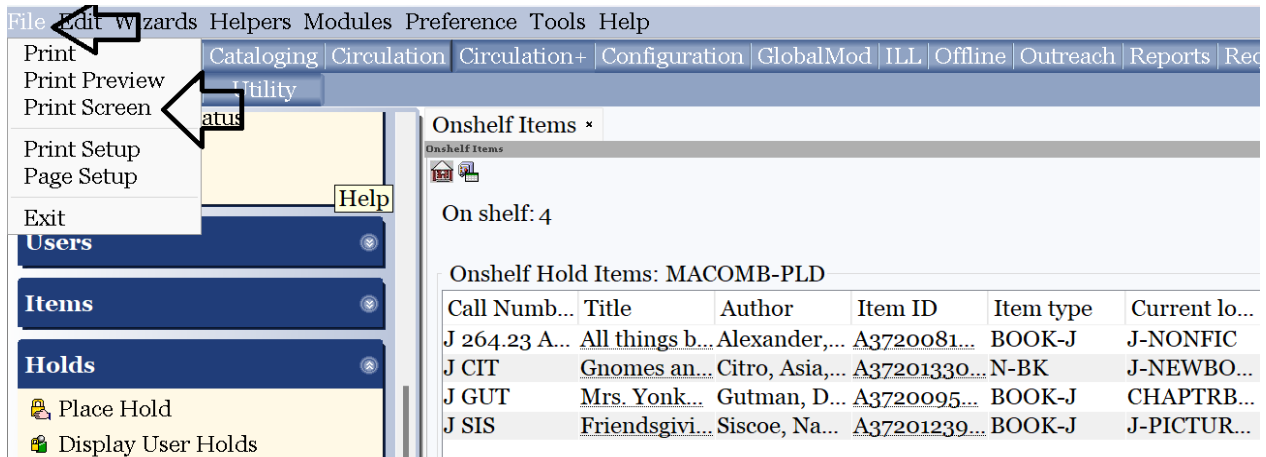 File Edit Wizards Helpers Modules Preference Tools Help
Print
Print Preview
Print Screen
Print Setup
Page Setup
Exit
Cataloging Circulation Circulation+ Configuration GlobalMod ILL Offline Outreach Reports
Utility
Help
Users
Items
Holds
Place Hold
Display User Holds
Onshelf Items ×
Onshelf Items
On shelf: 4
Onshelf Hold Items: MACOMB-PLD
Call Numb... Title Author Item ID Item type Current lo...
J 264.23 A... All things b... Alexander,... A3720081... BOOK-J J-NONFIC
J CIT Gnomes an... Citro, Asia,... A37201330... N-BK J-NEWBO...
J GUT Mrs. Yonk... Gutman, D... A3720095... BOOK-J CHAPTRB...
J SIS Friendsgivi... Siscoe, Na... A37201239... BOOK-J J-PICTUR...